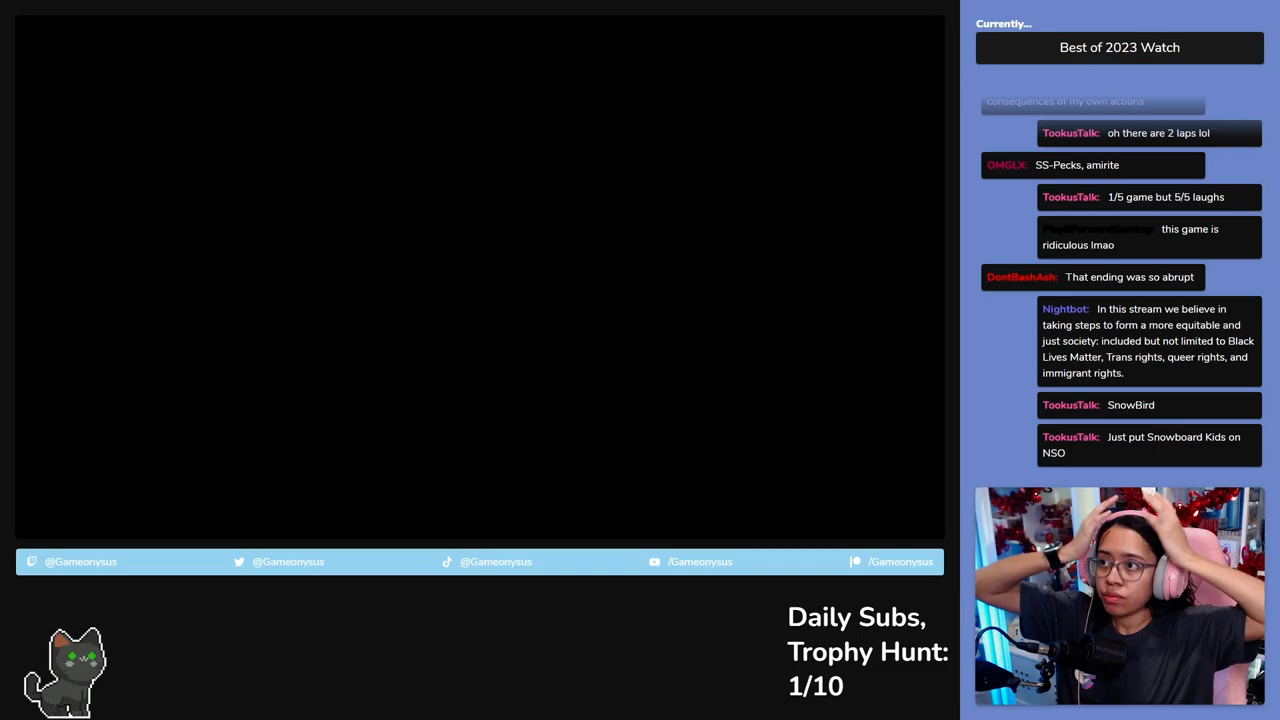 Currently...
Best of 2023 Watch
consequences of my own actions
TookusTalk: oh there are 2 laps lol
OMGLX: SS-Pecks, amirite
TookusTalk: 1/5 game but 5/5 laughs
PlayItForwardGaming: this game is
ridiculous lmao
DontBashAsh: That ending was so abrupt
Nightbot: In this stream we believe in
taking steps to form a more equitable and
just society: included but not limited to Black
Lives Matter, Trans rights, queer rights, and
immigrant rights.
TookusTalk: SnowBird
TookusTalk: Just put Snowboard Kids on
NSO
@Gameonysus @Gameonysus @Gameonysus /Gameonysus /Gameonysus
Daily Subs,
Trophy Hunt:
1/10